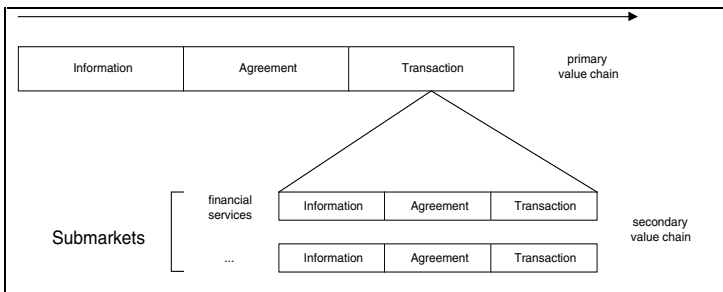 Information Agreement Transaction
primary
value chain
financial
services
Information Agreement Transaction
Submarkets
secondary
value chain
...
Information Agreement Transaction